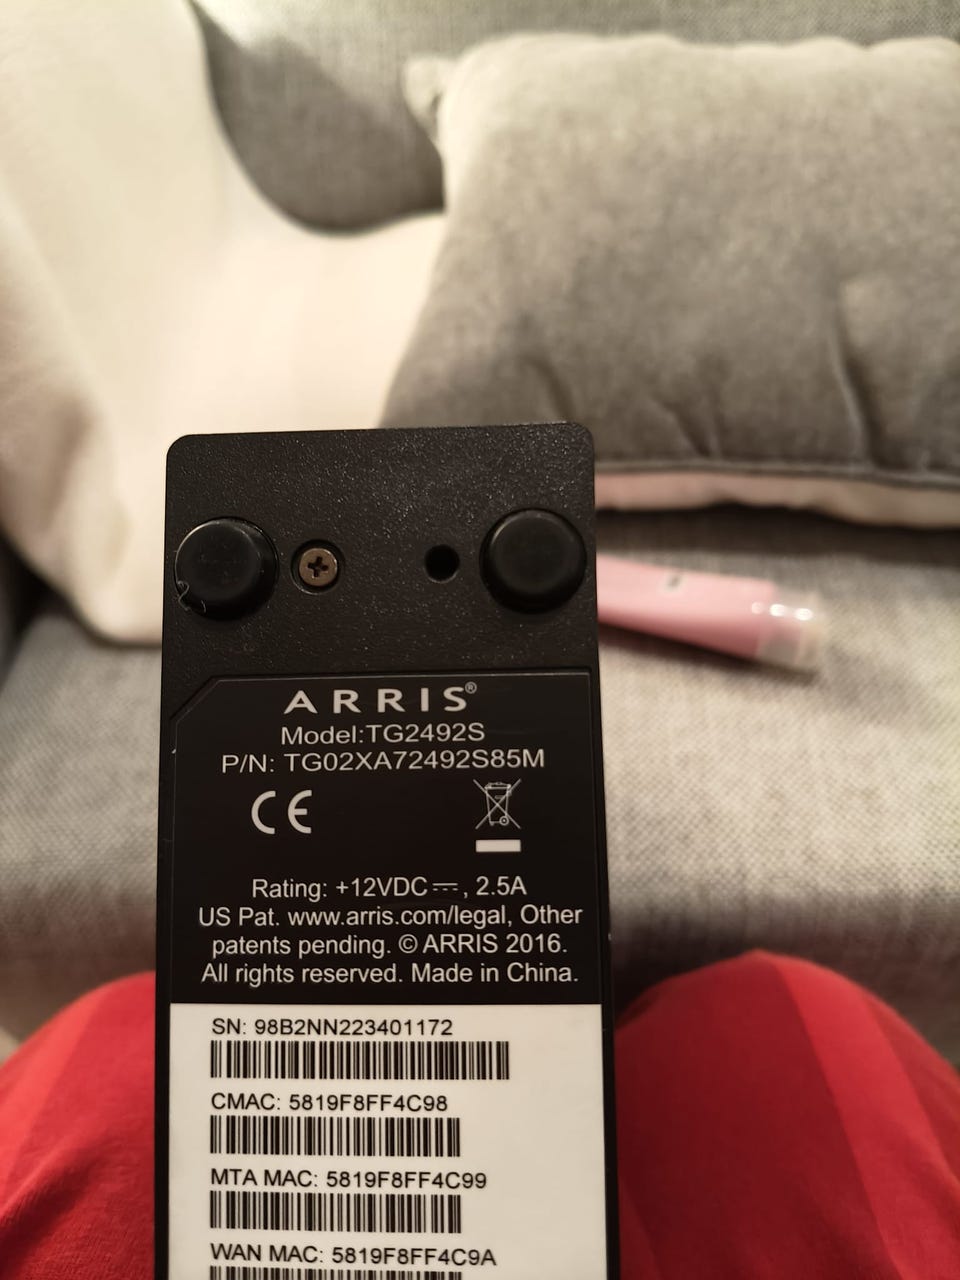 ARRIS®
Model:TG2492S
P/N: TG02XA72492S85M
CE
Rating: +12VDC⎓, 2.5A
US Pat. www.arris.com/legal, Other
patents pending. © ARRIS 2016.
All rights reserved. Made in China.
SN: 98B2NN223401172
CMAC: 5819F8FF4C98
MTA MAC: 5819F8FF4C99
WAN MAC: 5819F8FF4C9A